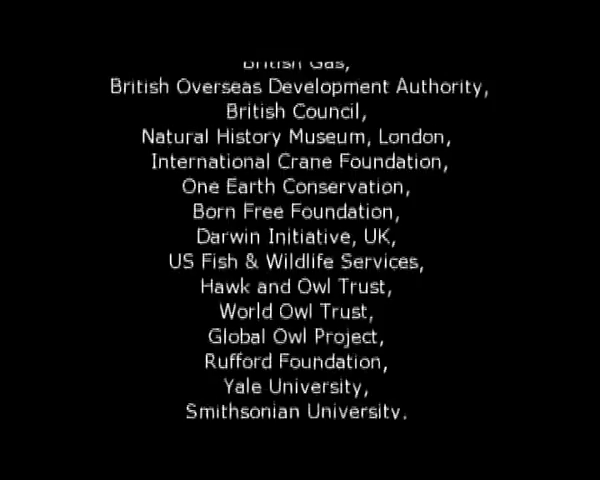 British Gas,
British Overseas Development Authority,
British Council,
Natural History Museum, London,
International Crane Foundation,
One Earth Conservation,
Born Free Foundation,
Darwin Initiative, UK,
US Fish & Wildlife Services,
Hawk and Owl Trust,
World Owl Trust,
Global Owl Project,
Rufford Foundation,
Yale University,
Smithsonian University.